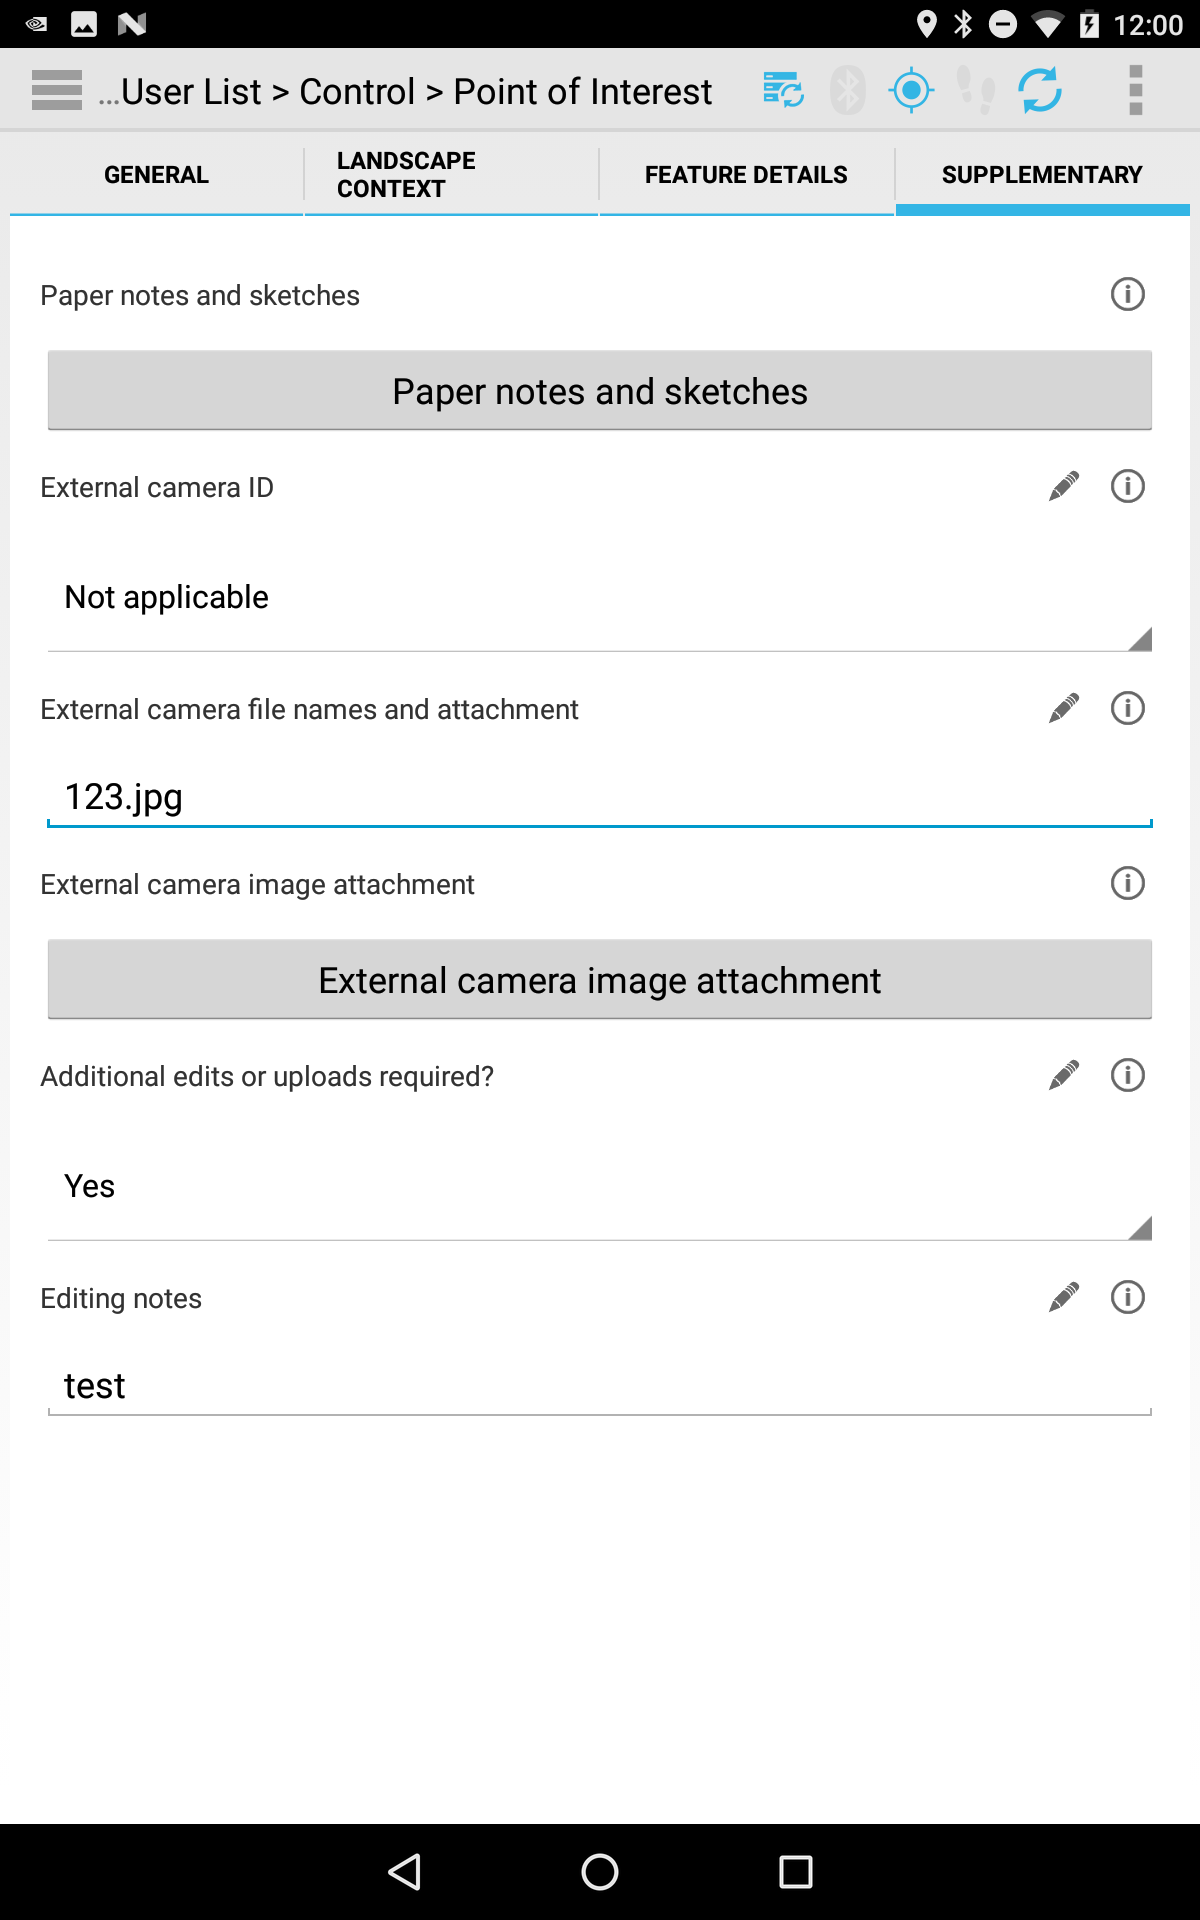 12:00
...User List > Control > Point of Interest
GENERAL
LANDSCAPE
CONTEXT
FEATURE DETAILS
SUPPLEMENTARY
Paper notes and sketches
Paper notes and sketches
External camera ID
Not applicable
External camera file names and attachment
123.jpg
External camera image attachment
External camera image attachment
Additional edits or uploads required?
Yes
Editing notes
test